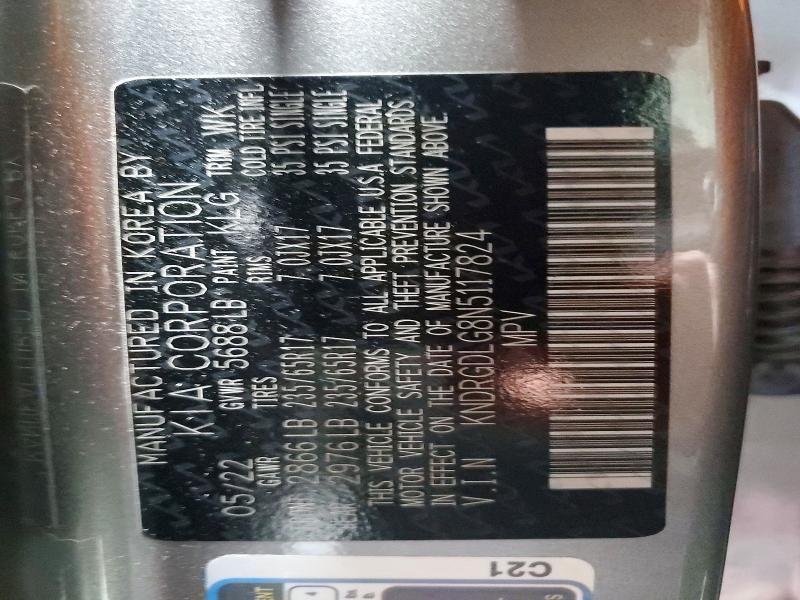 MANUFACTURED IN KOREA BY
KIA CORPORATION
05/22 GVWR 5688LB PAINT KLG TRIM WK
GAWR TIRES RIMS COLD TIRE INFL
2866LB 235/65R17 7.0JX17 35 PSI SINGLE
2976LB 235/65R17 7.0JX17 35 PSI SINGLE
THIS VEHICLE CONFORMS TO ALL APPLICABLE U.S.A FEDERAL
MOTOR VEHICLE SAFETY AND THEFT PREVENTION STANDARDS
IN EFFECT ON THE DATE OF MANUFACTURE SHOWN ABOVE.
V.I.N KNDRGDLG8N5117824
MPV
C21